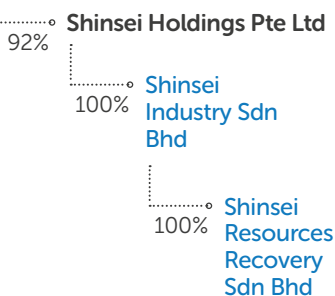 Shinsei Holdings Pte Ltd
92%
Shinsei
100%
Industry Sdn
Bhd
Shinsei
100%
Resources
Recovery
Sdn Bhd